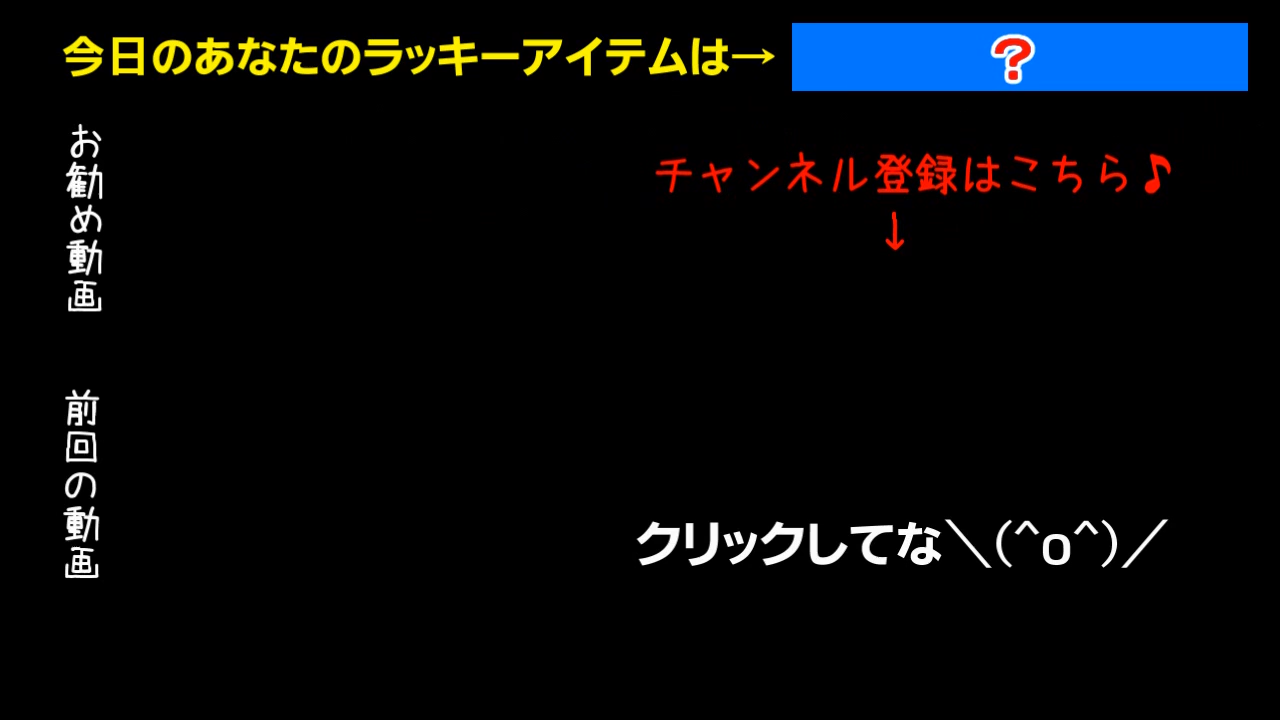 今日のあなたのラッキーアイテムは→
?
お勧め動画
チャンネル登録はこちら♪
↓
前回の動画
クリックしてな＼(^o^)／